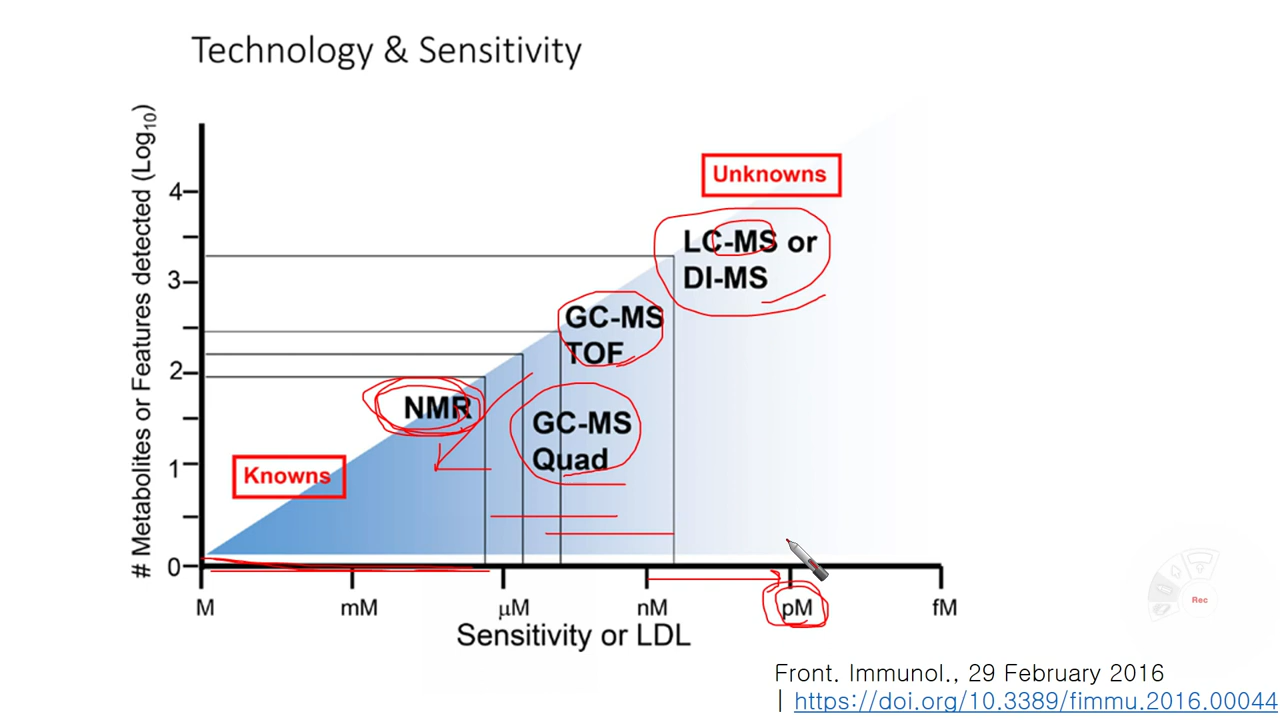 Technology & Sensitivity
# Metabolites or Features detected (Log10)
4
3
2
1
0
Unknowns
LC-MS or
DI-MS
GC-MS
TOF
NMR
GC-MS
Quad
Knowns
M mM µM nM pM fM
Sensitivity or LDL
Rec
Front. Immunol., 29 February 2016
| https://doi.org/10.3389/fimmu.2016.00044